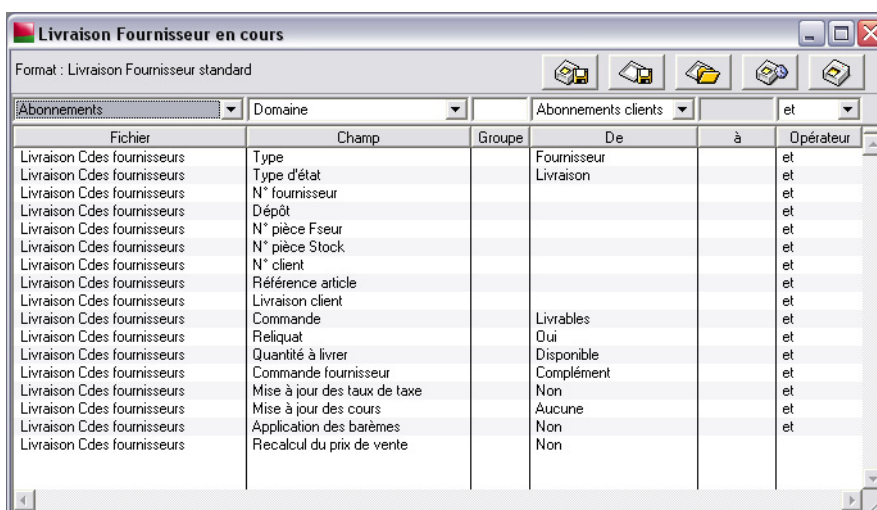 Livraison Fournisseur en cours
Format : Livraison Fournisseur standard
Abonnements Domaine Abonnements clients et
Fichier Champ Groupe De à Opérateur
Livraison Cdes fournisseurs Type Fournisseur et
Livraison Cdes fournisseurs Type d'état Livraison et
Livraison Cdes fournisseurs N° fournisseur et
Livraison Cdes fournisseurs Dépôt et
Livraison Cdes fournisseurs N° pièce Fseur et
Livraison Cdes fournisseurs N° pièce Stock et
Livraison Cdes fournisseurs N° client et
Livraison Cdes fournisseurs Référence article et
Livraison Cdes fournisseurs Livraison client et
Livraison Cdes fournisseurs Commande Livrables et
Livraison Cdes fournisseurs Reliquat Oui et
Livraison Cdes fournisseurs Quantité à livrer Disponible et
Livraison Cdes fournisseurs Commande fournisseur Complément et
Livraison Cdes fournisseurs Mise à jour des taux de taxe Non et
Livraison Cdes fournisseurs Mise à jour des cours Aucune et
Livraison Cdes fournisseurs Application des barèmes Non et
Livraison Cdes fournisseurs Recalcul du prix de vente Non